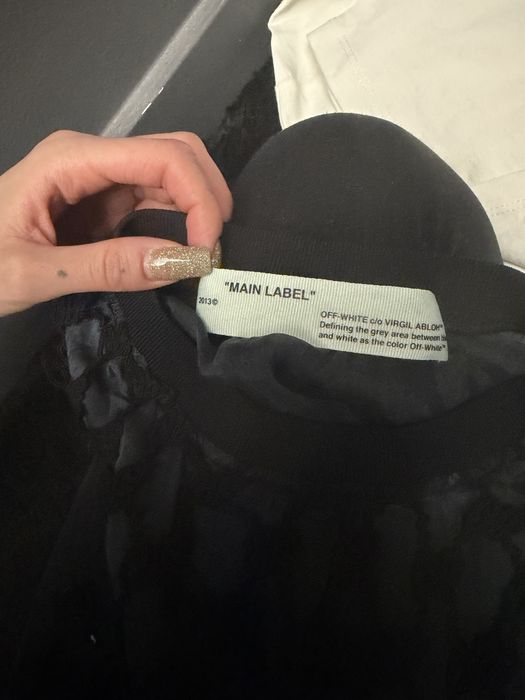 "MAIN LABEL"
2013©
OFF-WHITE c/o VIRGIL ABLOH™
Defining the grey area between
and white as the color Off-White™